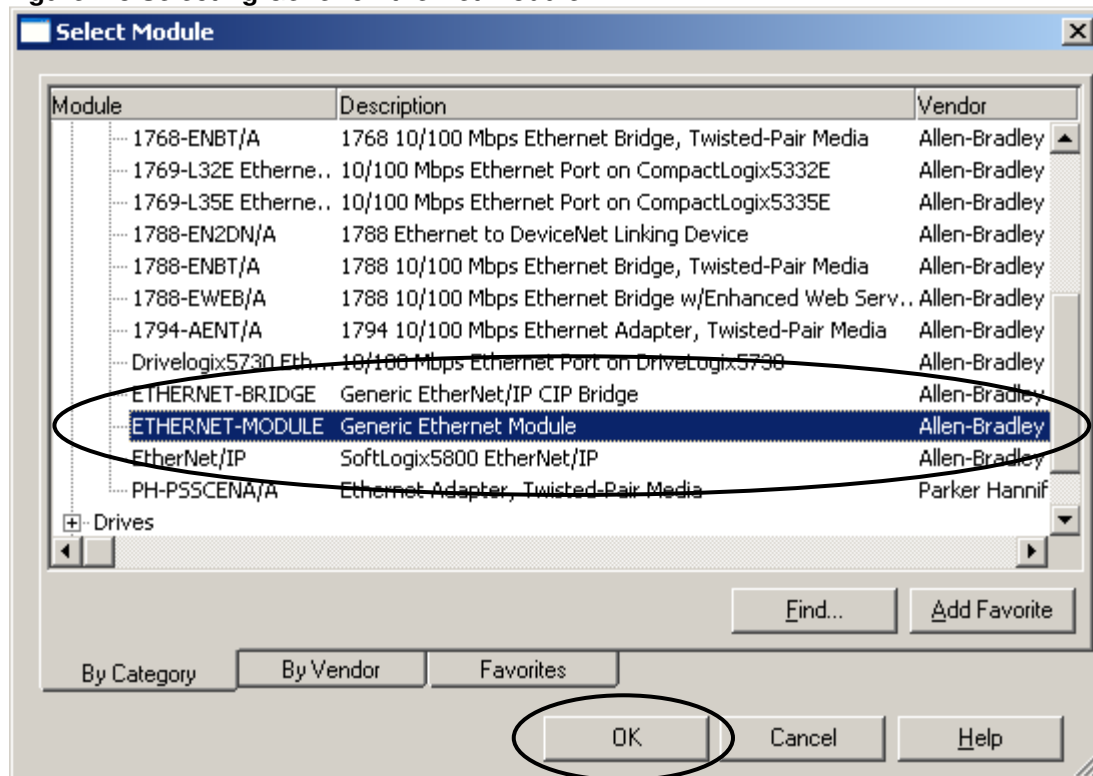 Select Module
Module Description Vendor
1768-ENBT/A 1768 10/100 Mbps Ethernet Bridge, Twisted-Pair Media Allen-Bradley
1769-L32E Etherne.. 10/100 Mbps Ethernet Port on CompactLogix5332E Allen-Bradley
1769-L35E Etherne.. 10/100 Mbps Ethernet Port on CompactLogix5335E Allen-Bradley
1788-EN2DN/A 1788 Ethernet to DeviceNet Linking Device Allen-Bradley
1788-ENBT/A 1788 10/100 Mbps Ethernet Bridge, Twisted-Pair Media Allen-Bradley
1788-EWEB/A 1788 10/100 Mbps Ethernet Bridge w/Enhanced Web Serv.. Allen-Bradley
1794-AENT/A 1794 10/100 Mbps Ethernet Adapter, Twisted-Pair Media Allen-Bradley
Drivelogix5730 Eth... 10/100 Mbps Ethernet Port on DriveLogix5730 Allen-Bradley
ETHERNET-BRIDGE Generic EtherNet/IP CIP Bridge Allen-Bradley
ETHERNET-MODULE Generic Ethernet Module Allen-Bradley
EtherNet/IP SoftLogix5800 EtherNet/IP Allen-Bradley
PH-PSSCENA/A Ethernet Adapter, Twisted-Pair Media Parker Hannif
Drives
Find... Add Favorite
By Category By Vendor Favorites
OK Cancel Help